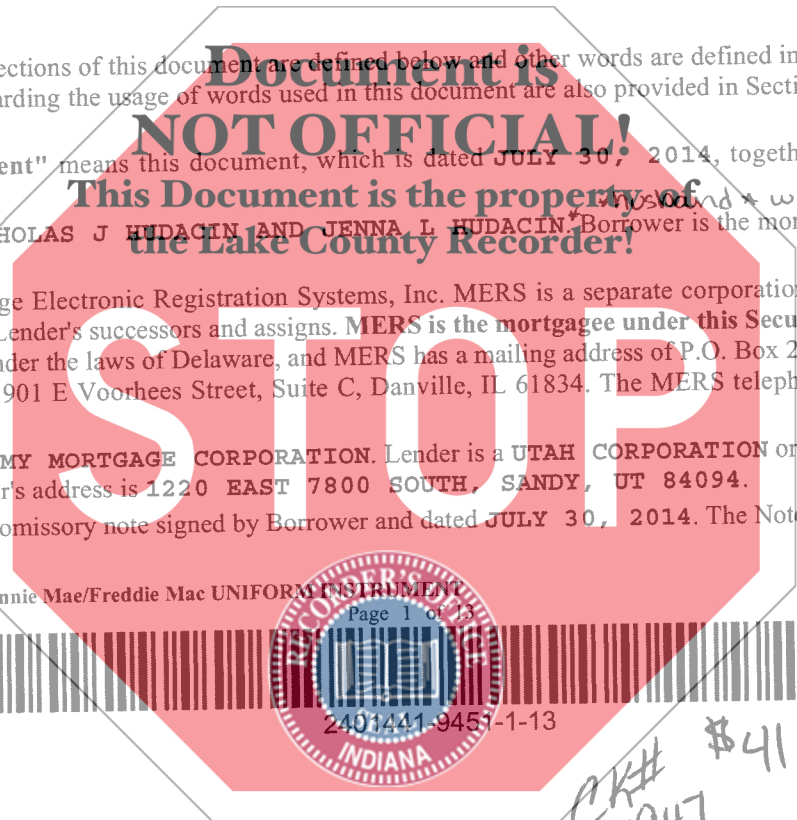 ections of this document are defined below and other words are defined in
Document is
arding the usage of words used in this document are also provided in Secti
NOT OFFICIAL!
ent" means this document, which is dated JULY 30, 2014, togeth
This Document is the property of
husband & w
HOLAS J HUDACIN AND JENNA L HUDACIN. Borrower is the mor
the Lake County Recorder!
ge Electronic Registration Systems, Inc. MERS is a separate corporation
Lender's successors and assigns. MERS is the mortgagee under this Secu
nder the laws of Delaware, and MERS has a mailing address of P.O. Box 2
901 E Voorhees Street, Suite C, Danville, IL 61834. The MERS teleph
STOP
MY MORTGAGE CORPORATION. Lender is a UTAH CORPORATION or
r's address is 1220 EAST 7800 SOUTH, SANDY, UT 84094.
omissory note signed by Borrower and dated JULY 30, 2014. The Note
nnie Mae/Freddie Mac UNIFORM INSTRUMENT
Page 1 of 13
RECORDER'S OFFICE
2401441-9451-1-13
INDIANA
$41
CK#